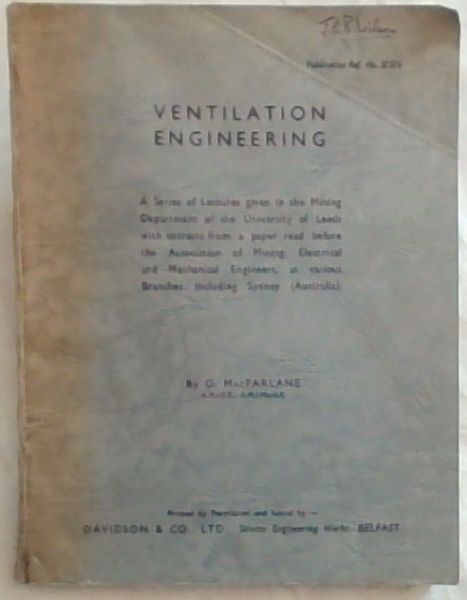 Publication Ref. No. SF376
VENTILATION
ENGINEERING
A Series of Lectures given in the Mining
Department of the University of Leeds
with extracts from a paper read before
the Association of Mining Electrical
and Mechanical Engineers, at various
Branches including Sydney (Australia).
By D. MacFARLANE
Printed by Permission and Issued by :—
DAVIDSON & CO., LTD., Sirocco Engineering Works, BELFAST.